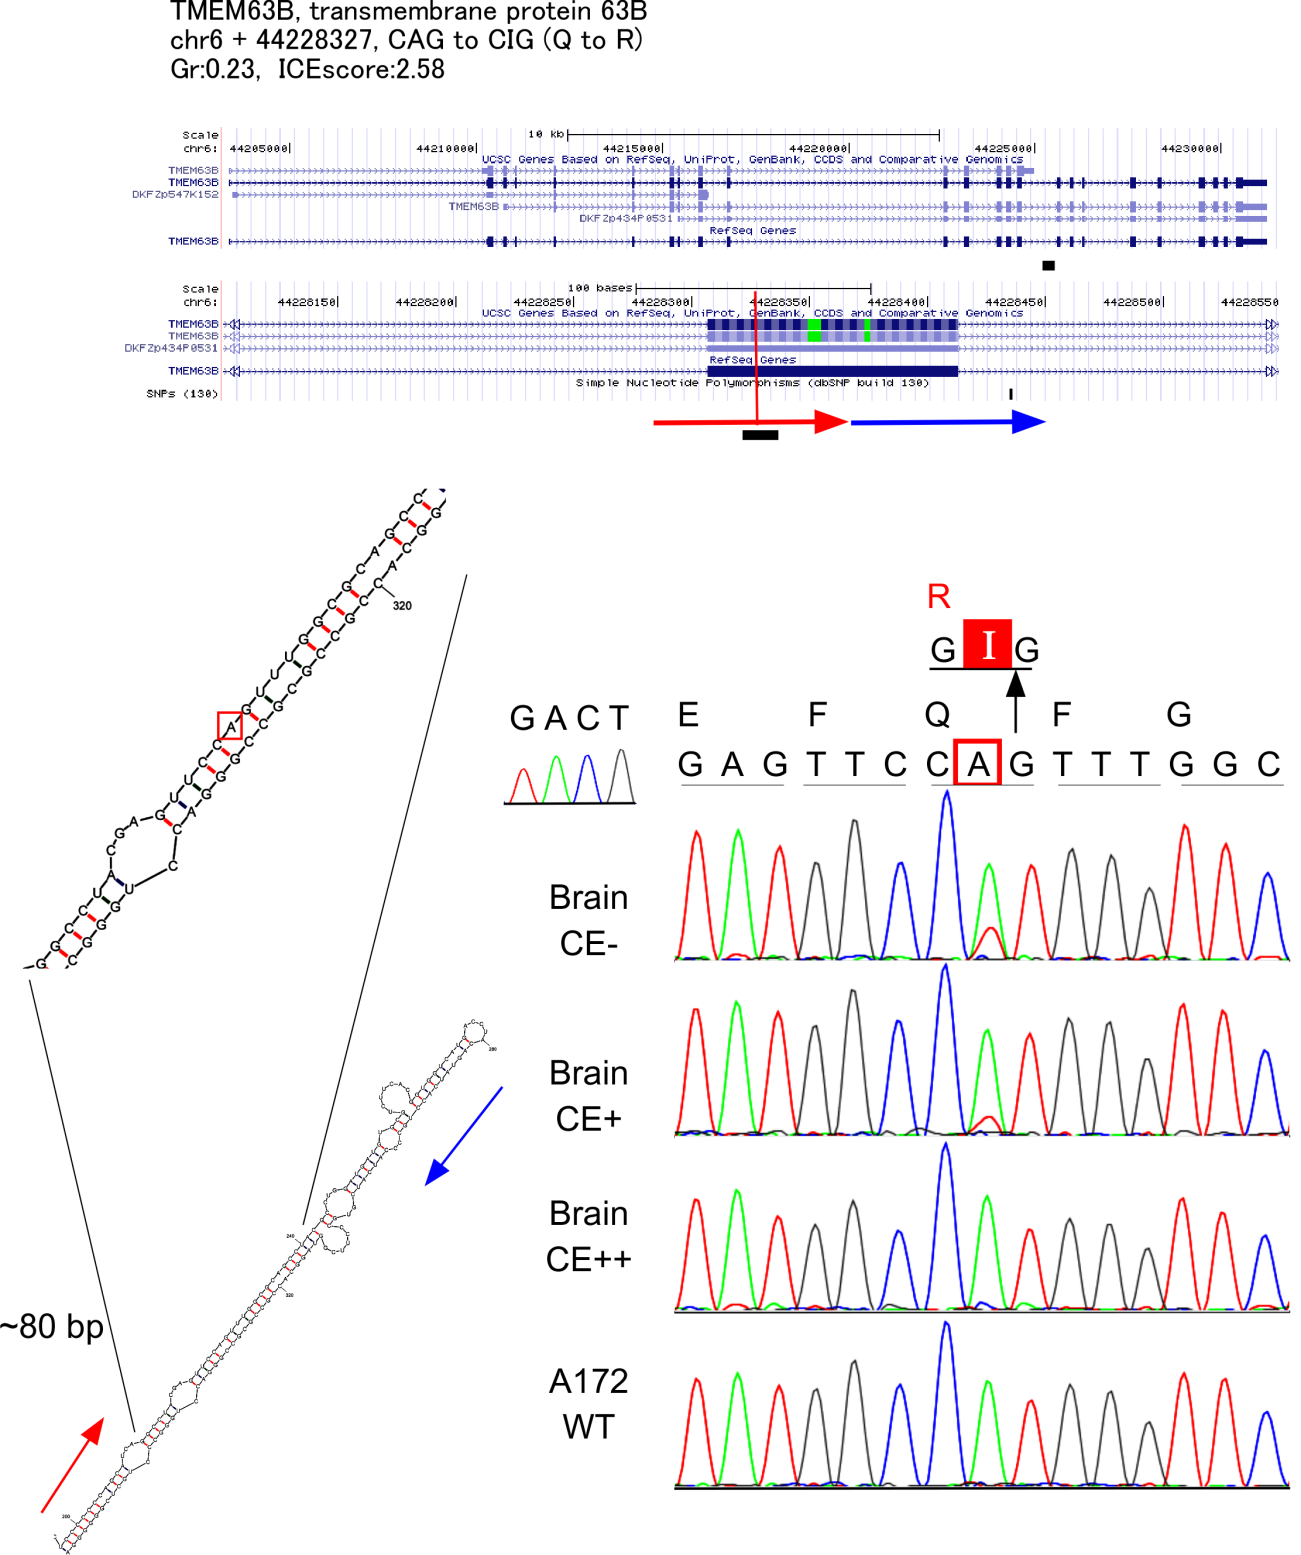 TMEM63B, transmembrane protein 63B
chr6 + 44228327, CAG to CIG (Q to R)
Gr:0.23, ICEscore:2.58
Scale 10 kb
chr6: 44205000 44210000 44215000 44220000 44225000 44230000
UCSC Genes Based on RefSeq, UniProt, GenBank, CCDS and Comparative Genomics
TMEM63B
TMEM63B
DKFZp547K152
TMEM63B
DKFZp434P0531
RefSeq Genes
TMEM63B
Scale 100 bases
chr6: 44228150 44228200 44228250 44228300 44228350 44228400 44228450 44228500 44228550
UCSC Genes Based on RefSeq, UniProt, GenBank, CCDS and Comparative Genomics
TMEM63B
TMEM63B
DKFZp434P0531
RefSeq Genes
TMEM63B
Simple Nucleotide Polymorphisms (dbSNP build 130)
SNPs (130)
320
R
G I G
G A C T
E F Q F G
G A G T T C C A G T T T G G C
Brain
CE-
Brain
CE+
Brain
CE++
A172
WT
~80 bp